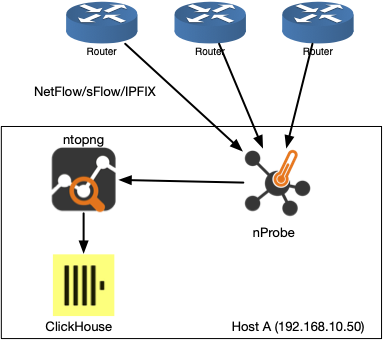 Router
Router
Router
NetFlow/sFlow/IPFIX
ntopng
nProbe
ClickHouse
Host A (192.168.10.50)